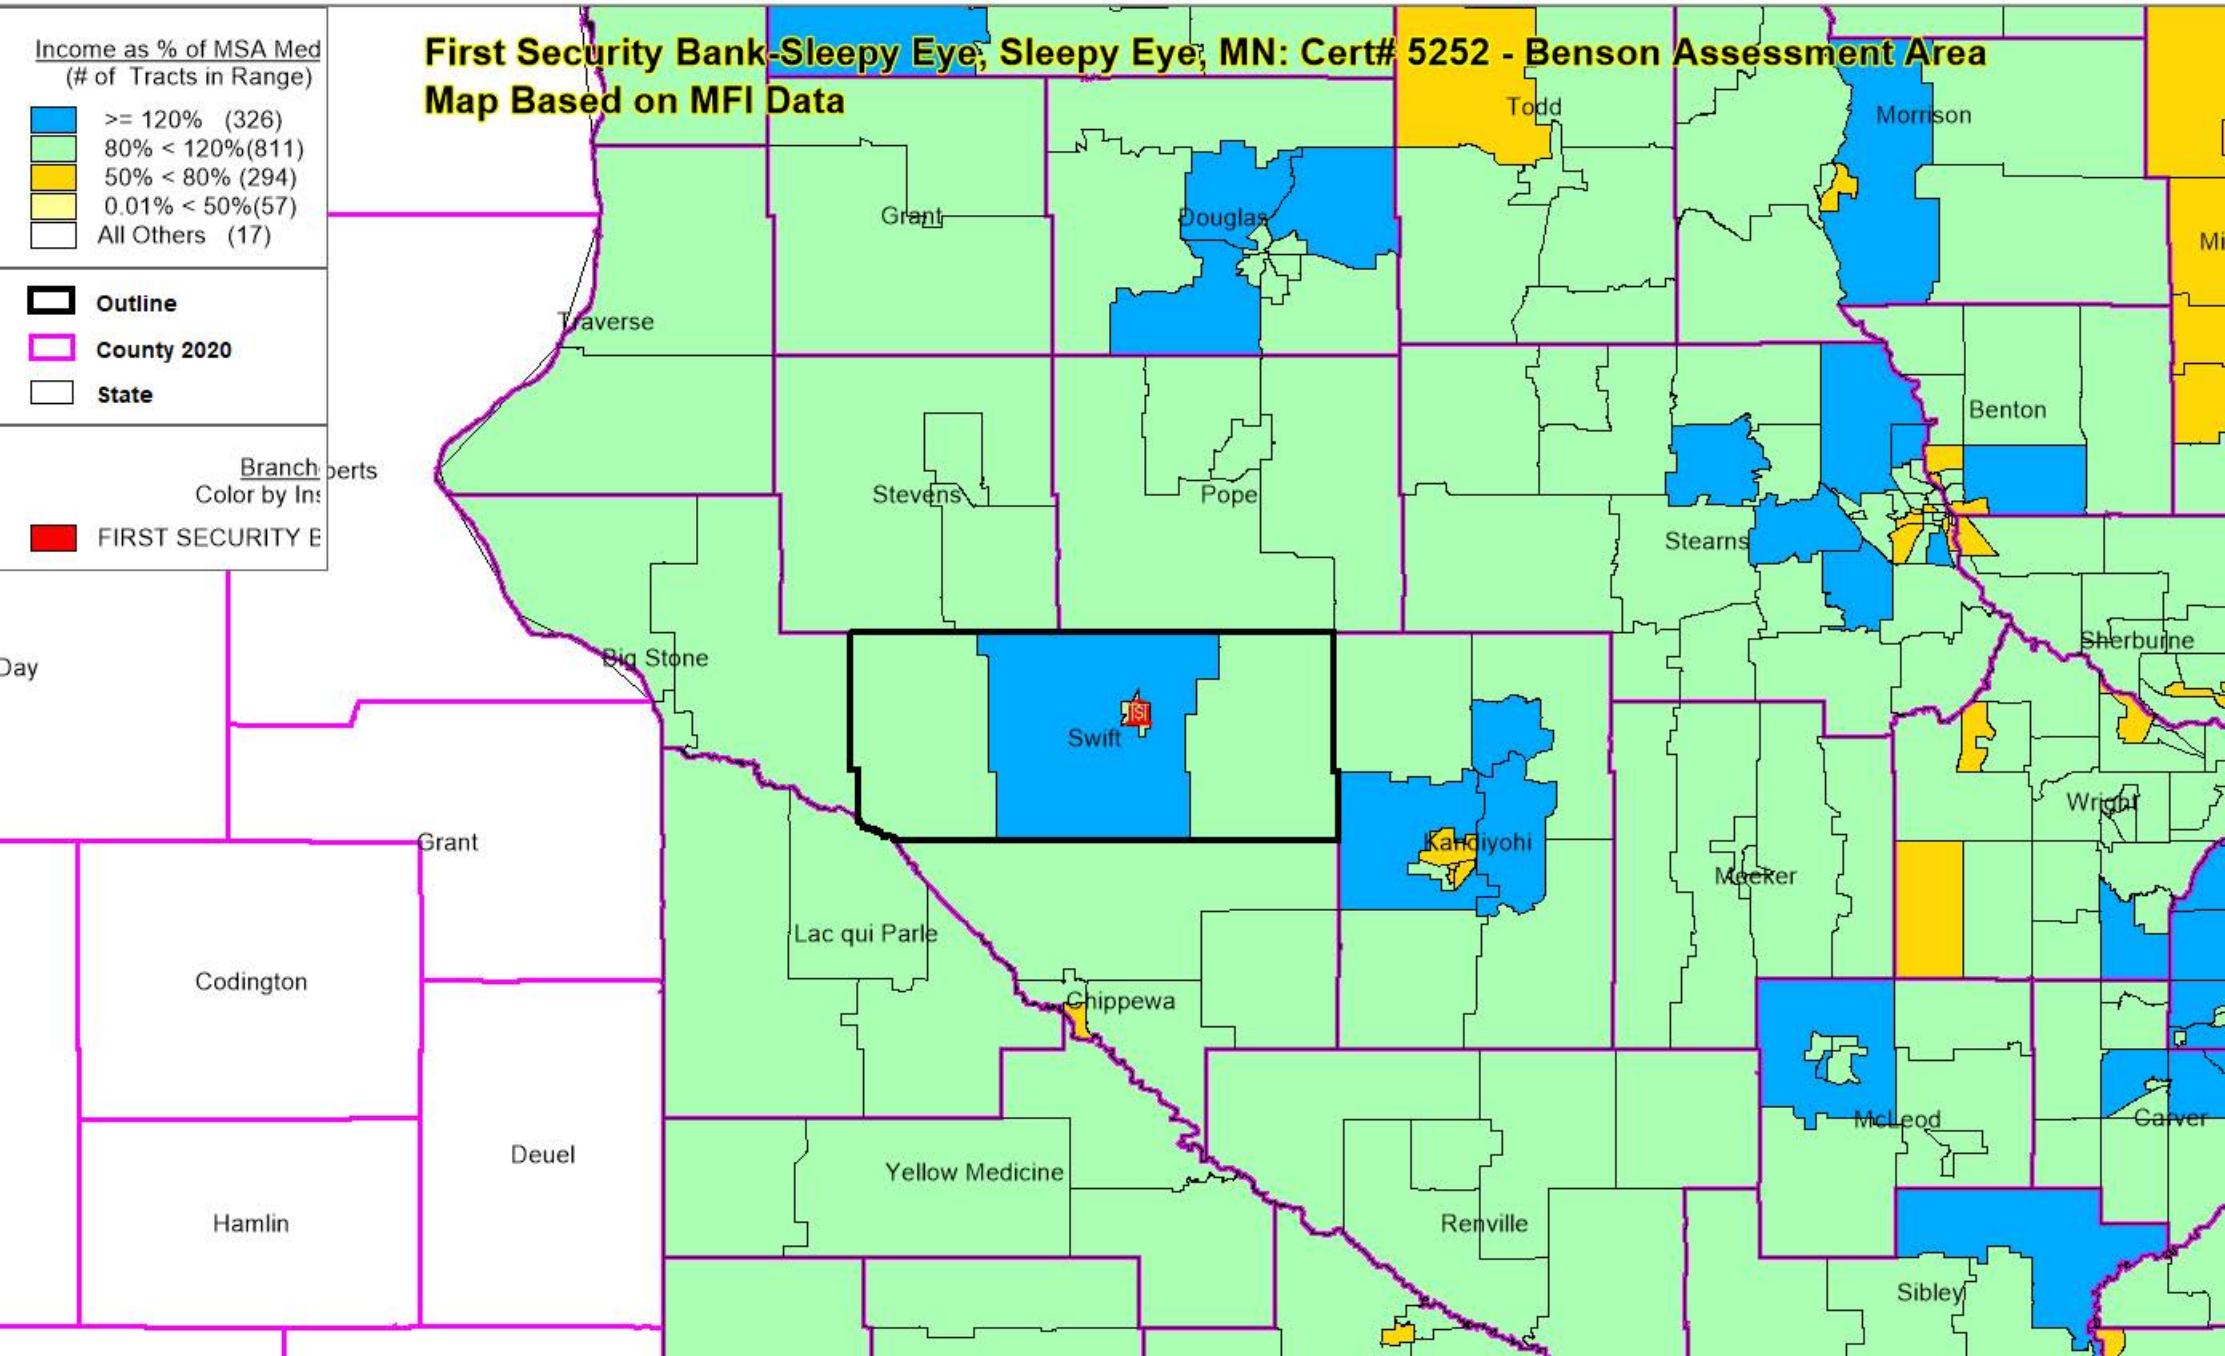 First Security Bank-Sleepy Eye, Sleepy Eye, MN: Cert# 5252 - Benson Assessment Area
Map Based on MFI Data
Income as % of MSA Med
(# of Tracts in Range)
>= 120% (326)
80% < 120%(811)
50% < 80% (294)
0.01% < 50%(57)
All Others (17)
Outline
County 2020
State
Branch
Color by Ins
FIRST SECURITY B
Todd
Morrison
Grant
Douglas
Mi
Traverse
Benton
berts
Stevens
Pope
Stearns
Sherburne
Big Stone
Day
Swift
Wright
Grant
Kandiyohi
Meeker
Lac qui Parle
Codington
Chippewa
McLeod
Carver
Deuel
Yellow Medicine
Hamlin
Renville
Sibley